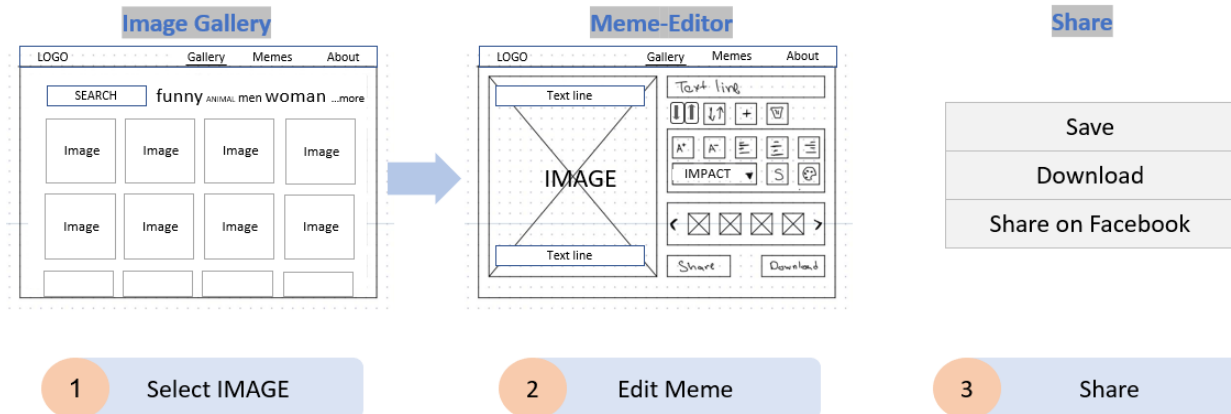 Image Gallery
Meme-Editor
Share
LOGO Gallery Memes About
SEARCH funny ANIMAL men woman ...more
Image Image Image Image
Image Image Image Image
LOGO Gallery Memes About
Text line
IMAGE
Text line
Text line
+
A+ A-
IMPACT S
< >
Share Download
Save
Download
Share on Facebook
1 Select IMAGE
2 Edit Meme
3 Share